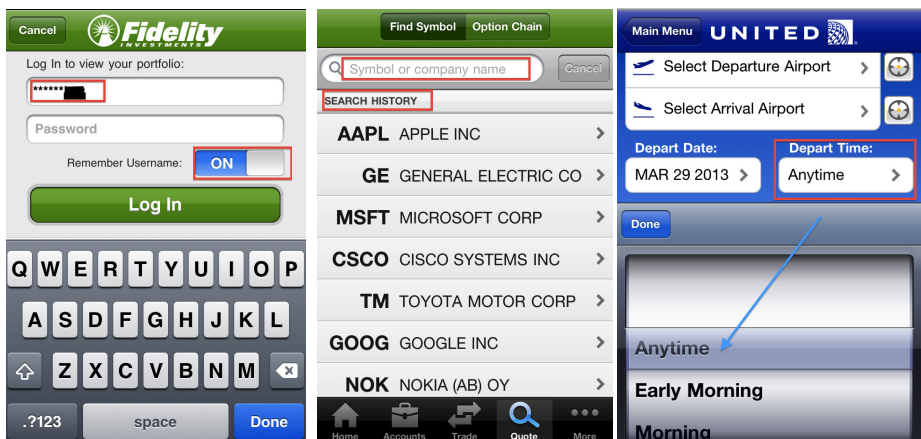 Cancel
Fidelity
INVESTMENTS
Log In to view your portfolio:
******
Password
Remember Username: ON
Log In
Q W E R T Y U I O P
A S D F G H J K L
Z X C V B N M
.?123 space Done
Find Symbol Option Chain
Symbol or company name Cancel
SEARCH HISTORY
AAPL APPLE INC
GE GENERAL ELECTRIC CO
MSFT MICROSOFT CORP
CSCO CISCO SYSTEMS INC
TM TOYOTA MOTOR CORP
GOOG GOOGLE INC
NOK NOKIA (AB) OY
Home Accounts Trade Quote More
Main Menu UNITED
Select Departure Airport
Select Arrival Airport
Depart Date: Depart Time:
MAR 29 2013 Anytime
Done
Anytime
Early Morning
Morning